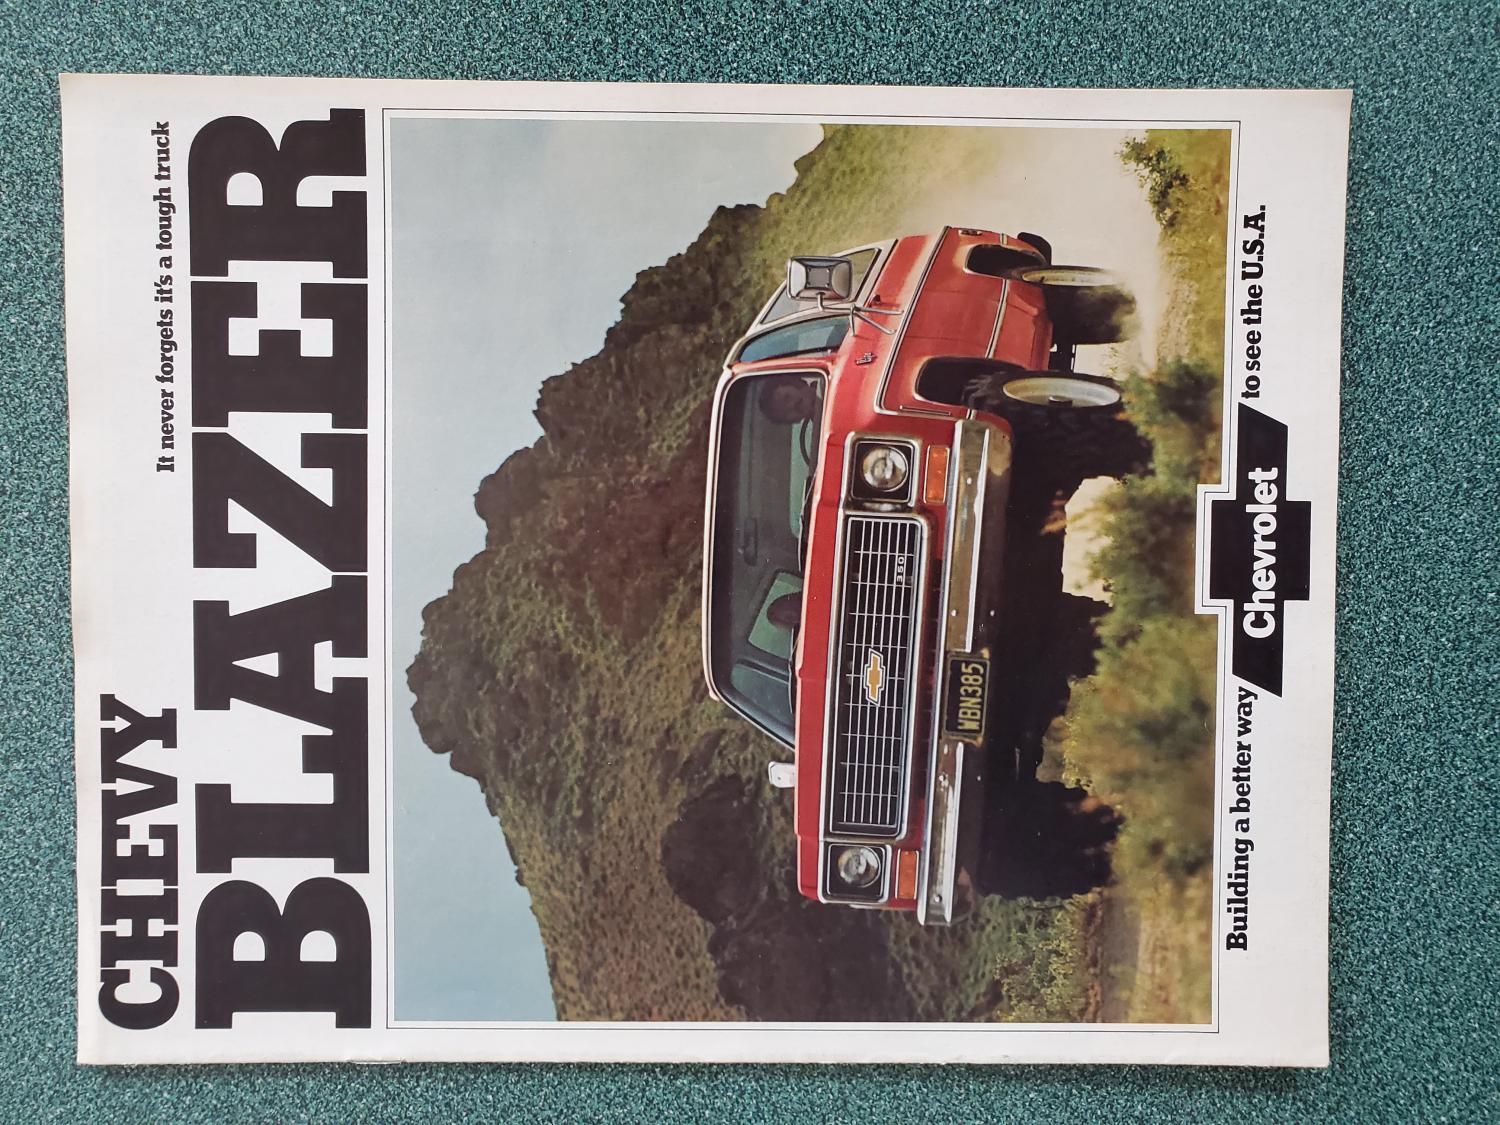 CHEVY
It never forgets it's a tough truck
BLAZER
350
WBN385
Building a better way
Chevrolet
to see the U.S.A.